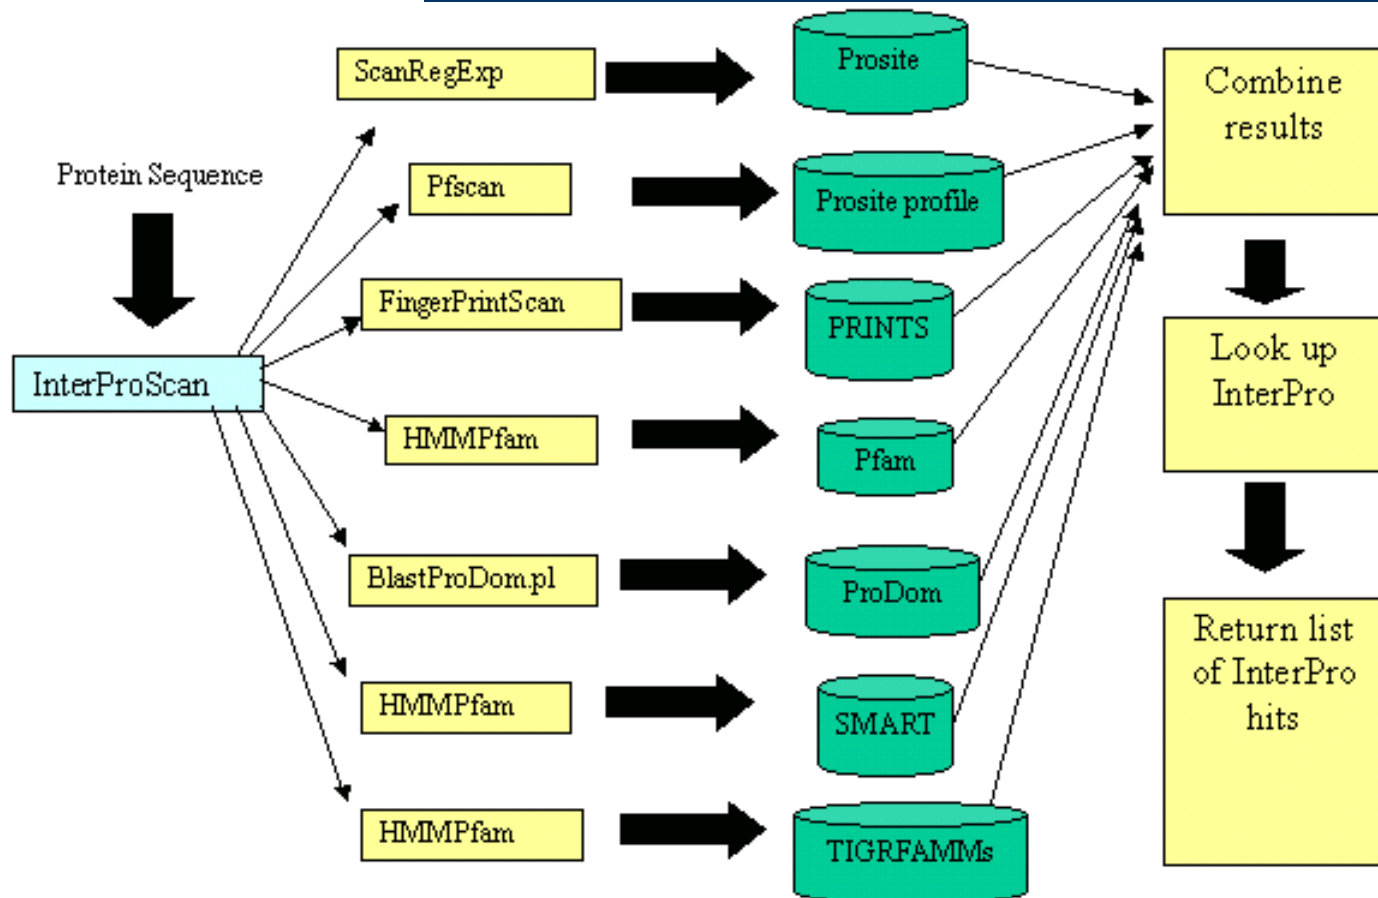 Protein Sequence
InterProScan
ScanRegExp
Prosite
Pfscan
Prosite profile
FingerPrintScan
PRINTS
HMMPfam
Pfam
BlastProDom.pl
ProDom
HMMPfam
SMART
HMMPfam
TIGRFAMMs
Combine
results
Look up
InterPro
Return list
of InterPro
hits